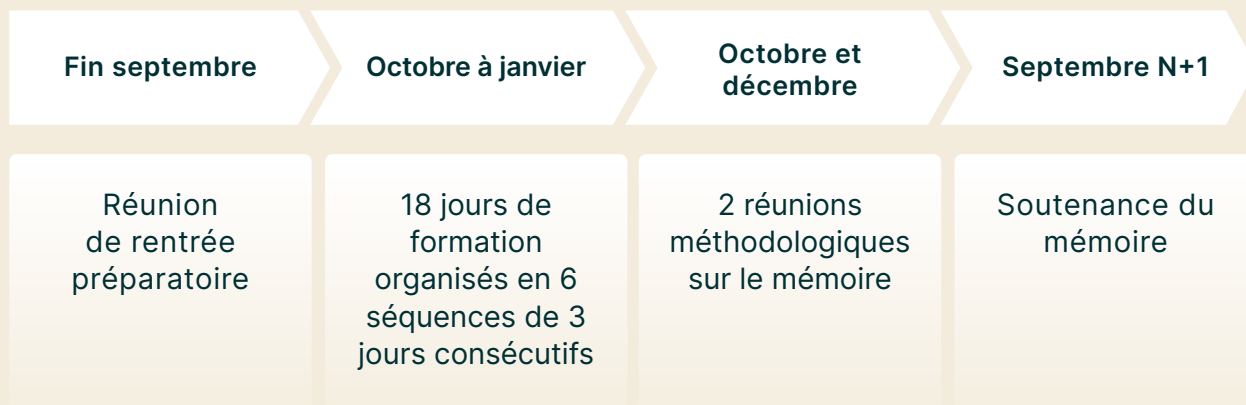 Fin septembre
Octobre à janvier
Octobre et
décembre
Septembre N+1
Réunion
de rentrée
préparatoire
18 jours de
formation
organisés en 6
séquences de 3
jours consécutifs
2 réunions
méthodologiques
sur le mémoire
Soutenance du
mémoire